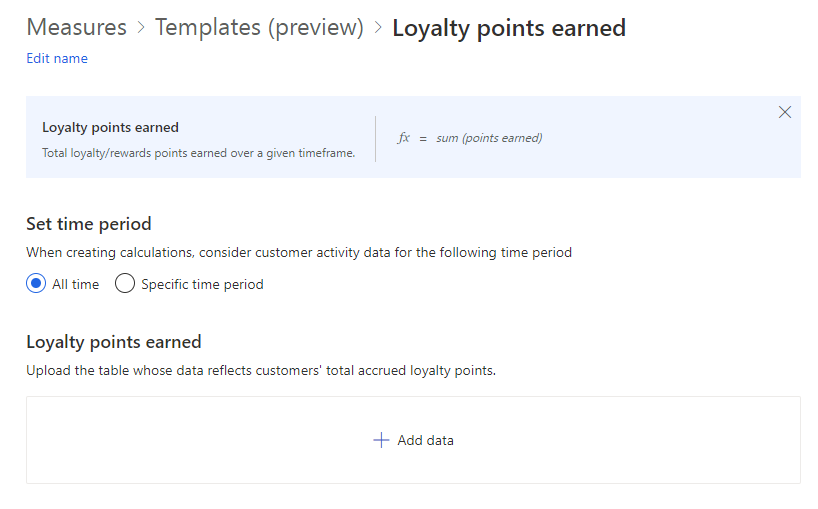 Measures > Templates (preview) > Loyalty points earned
Edit name
Loyalty points earned
Total loyalty/rewards points earned over a given timeframe.
fx = sum (points earned)
Set time period
When creating calculations, consider customer activity data for the following time period
All time
Specific time period
Loyalty points earned
Upload the table whose data reflects customers' total accrued loyalty points.
+ Add data